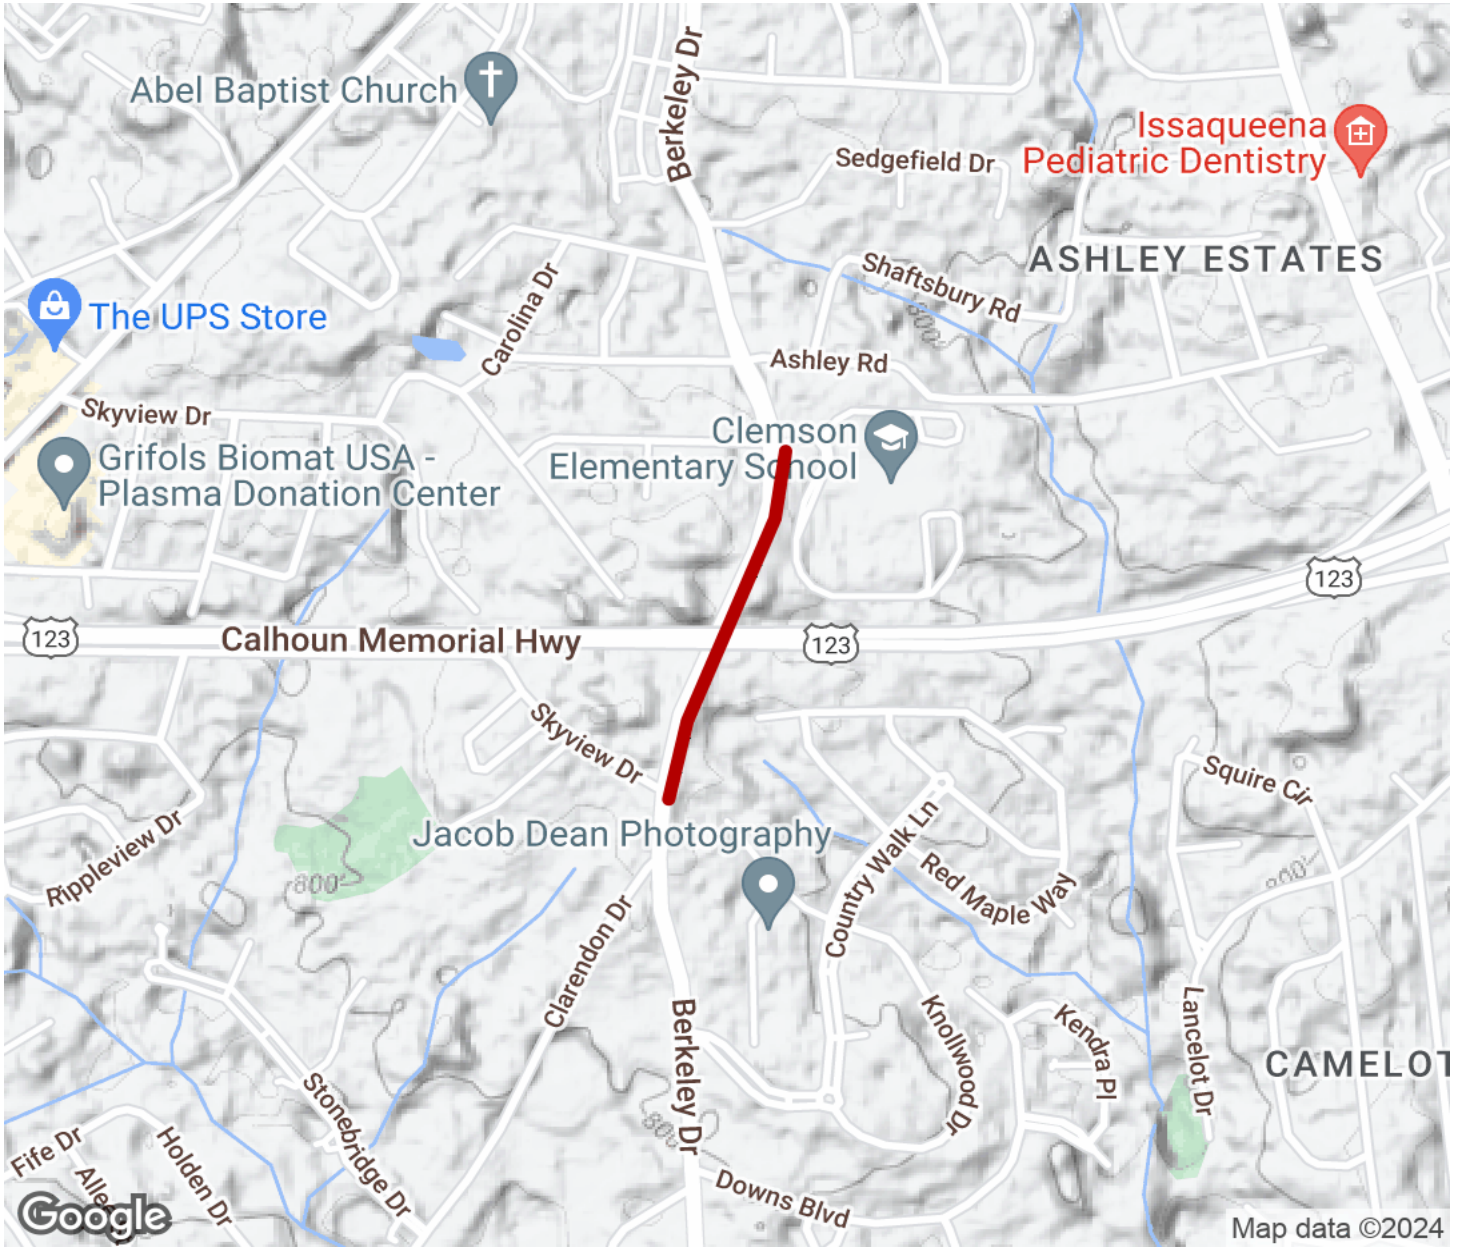 Berkeley Dr
Abel Baptist Church
Issaqueena
Pediatric Dentistry
Sedgefield Dr
ASHLEY ESTATES
Shaftsbury Rd
800'
Carolina Dr
The UPS Store
Ashley Rd
Skyview Dr
Clemson
Elementary School
Grifols Biomat USA -
Plasma Donation Center
123
123
Calhoun Memorial Hwy
123
Skyview Dr
Squire Cir
Rippleview Dr
Jacob Dean Photography
Country Walk Ln
800'
800'
Red Maple Way
Clarendon Dr
Berkeley Dr
Knollwood Dr
Kendra Pl
Lancelot Dr
CAMELOT
Stonebridge Dr
800'
Fife Dr
Holden Dr
Downs Blvd
Google
Map data ©2024